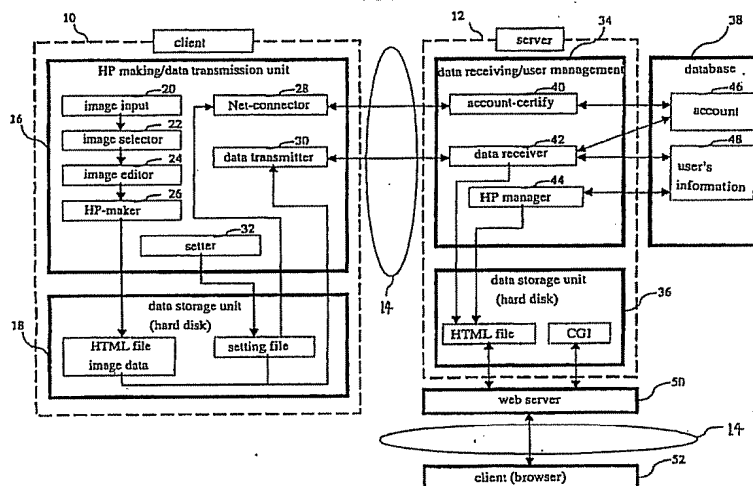 10
client
12
server
34
38
HP making/data transmission unit
data receiving/user management
database
20
image input
28
Net-connector
40
account-certify
46
account
16
22
image selector
30
data transmitter
42
data receiver
48
user's
information
24
image editor
26
HP-maker
44
HP manager
32
setter
14
18
data storage unit
(hard disk)
HTML file
image data
setting file
data storage unit
(hard disk)
36
HTML file
CGI
web server
50
14
client (browser)
52